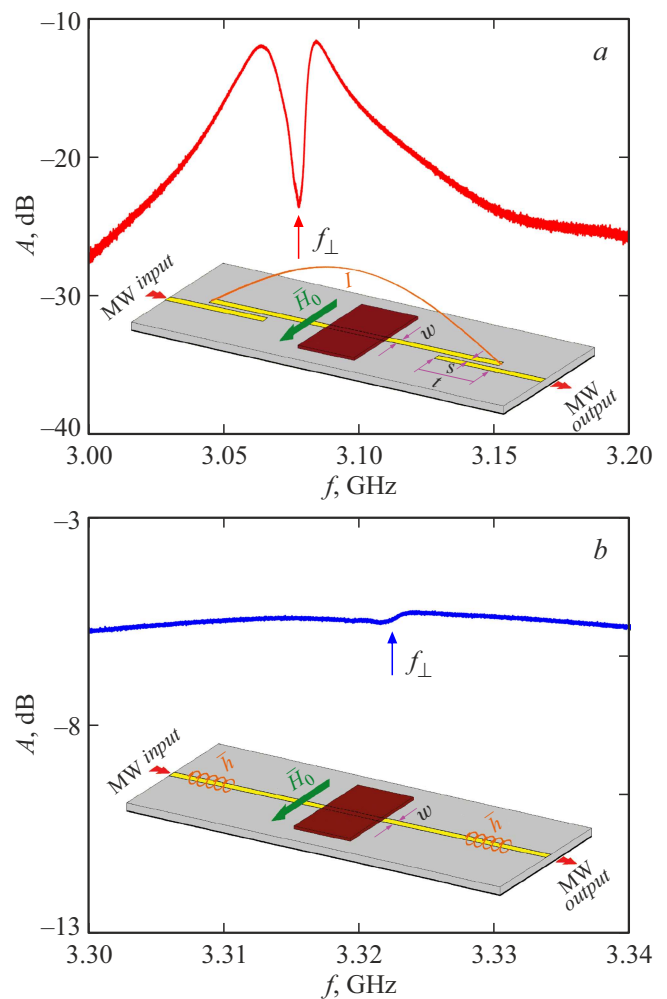 −10
a
−20
A, dB
f⊥
MW input
I
H̄0
w
−30
s
t
MW output
−40
3.00
3.05
3.10
3.15
3.20
f, GHz
−3
b
f⊥
A, dB
−8
MW input
h̄
H̄0
w
h̄
MW output
−13
3.30
3.31
3.32
3.33
3.34
f, GHz